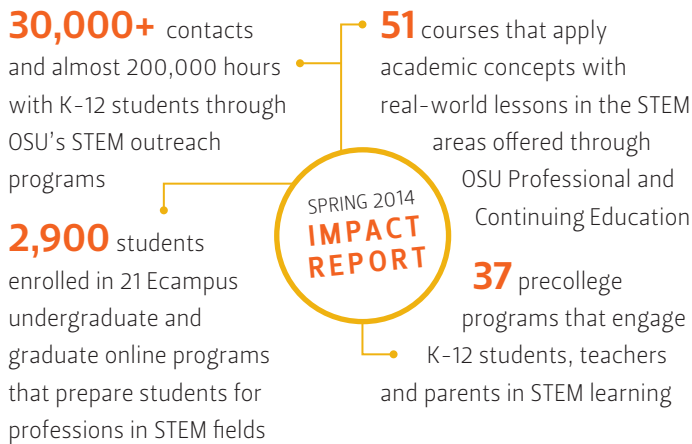 30,000+ contacts
and almost 200,000 hours
with K-12 students through
OSU's STEM outreach
programs
2,900 students
enrolled in 21 Ecampus
undergraduate and
graduate online programs
that prepare students for
professions in STEM fields
SPRING 2014
IMPACT
REPORT
51 courses that apply
academic concepts with
real-world lessons in the STEM
areas offered through
OSU Professional and
Continuing Education
37 precollege
programs that engage
K-12 students, teachers
and parents in STEM learning